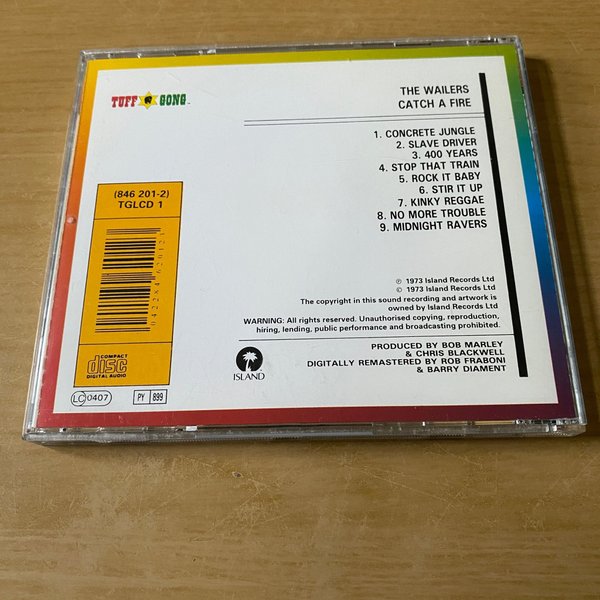 TUFF GONG™
THE WAILERS
CATCH A FIRE
1. CONCRETE JUNGLE
2. SLAVE DRIVER
3. 400 YEARS
4. STOP THAT TRAIN
5. ROCK IT BABY
6. STIR IT UP
7. KINKY REGGAE
8. NO MORE TROUBLE
9. MIDNIGHT RAVERS
(846 201-2)
TGLCD 1
0 42284 62012
COMPACT
disc
DIGITAL AUDIO
LC 0407
PY 899
℗ 1973 Island Records Ltd
© 1973 Island Records Ltd
The copyright in this sound recording and artwork is
owned by Island Records Ltd
WARNING: All rights reserved. Unauthorised copying, reproduction,
hiring, lending, public performance and broadcasting prohibited.
ISLAND
PRODUCED BY BOB MARLEY
& CHRIS BLACKWELL
DIGITALLY REMASTERED BY ROB FRABONI
& BARRY DIAMENT